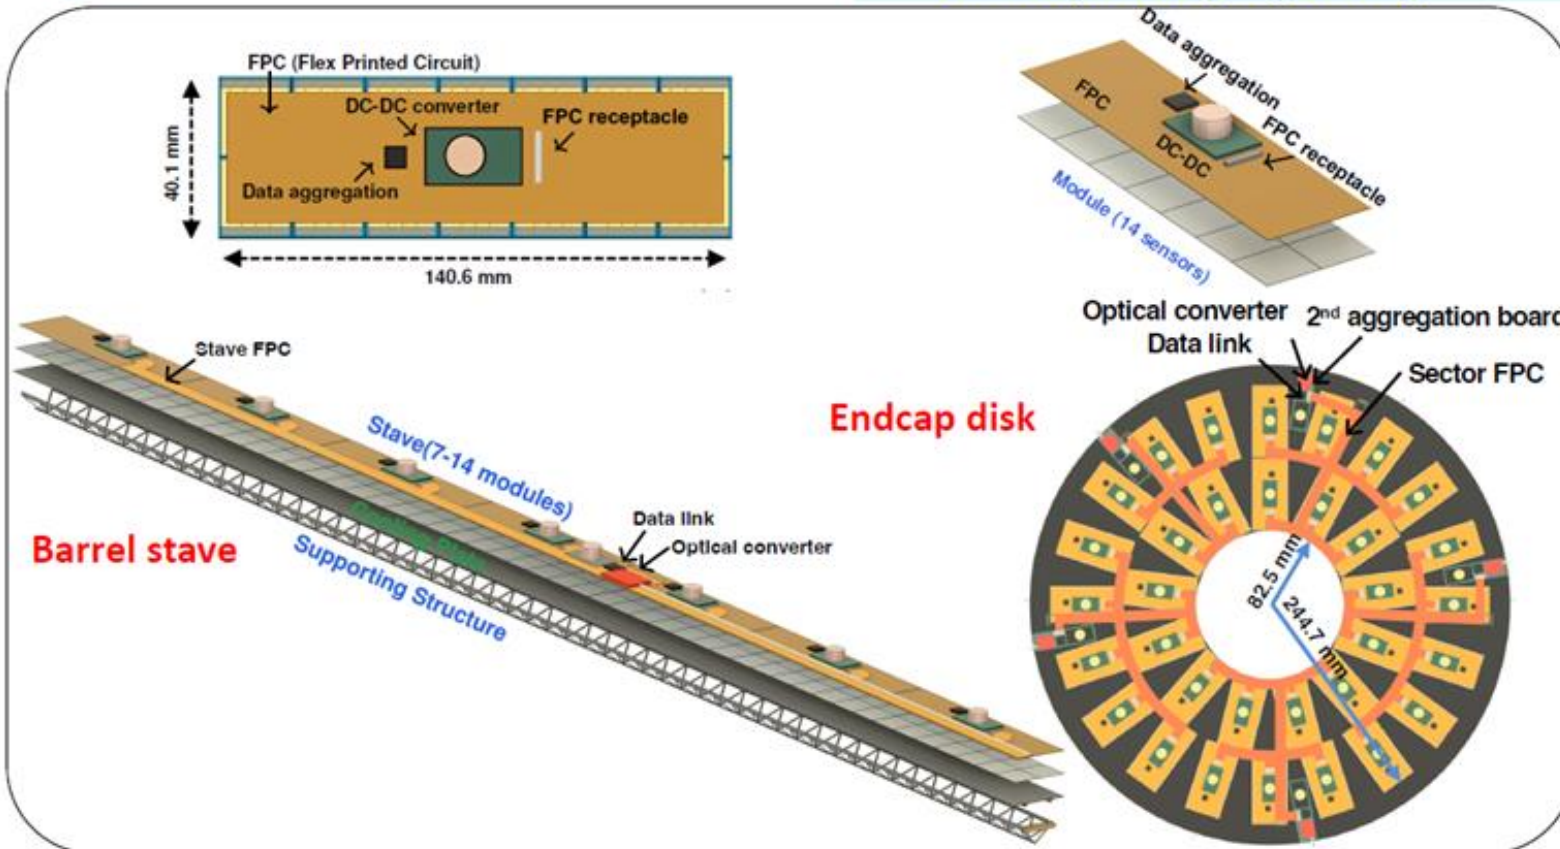 FPC (Flex Printed Circuit)
DC-DC converter
FPC receptacle
Data aggregation
40.1 mm
140.6 mm
Data aggregation
FPC
FPC receptacle
DC-DC
Module (14 sensors)
Stave FPC
Stave(7-14 modules)
Data link
Optical converter
Barrel stave
Supporting Structure
Optical converter
2nd aggregation board
Data link
Sector FPC
Endcap disk
82.5 mm
244.7 mm